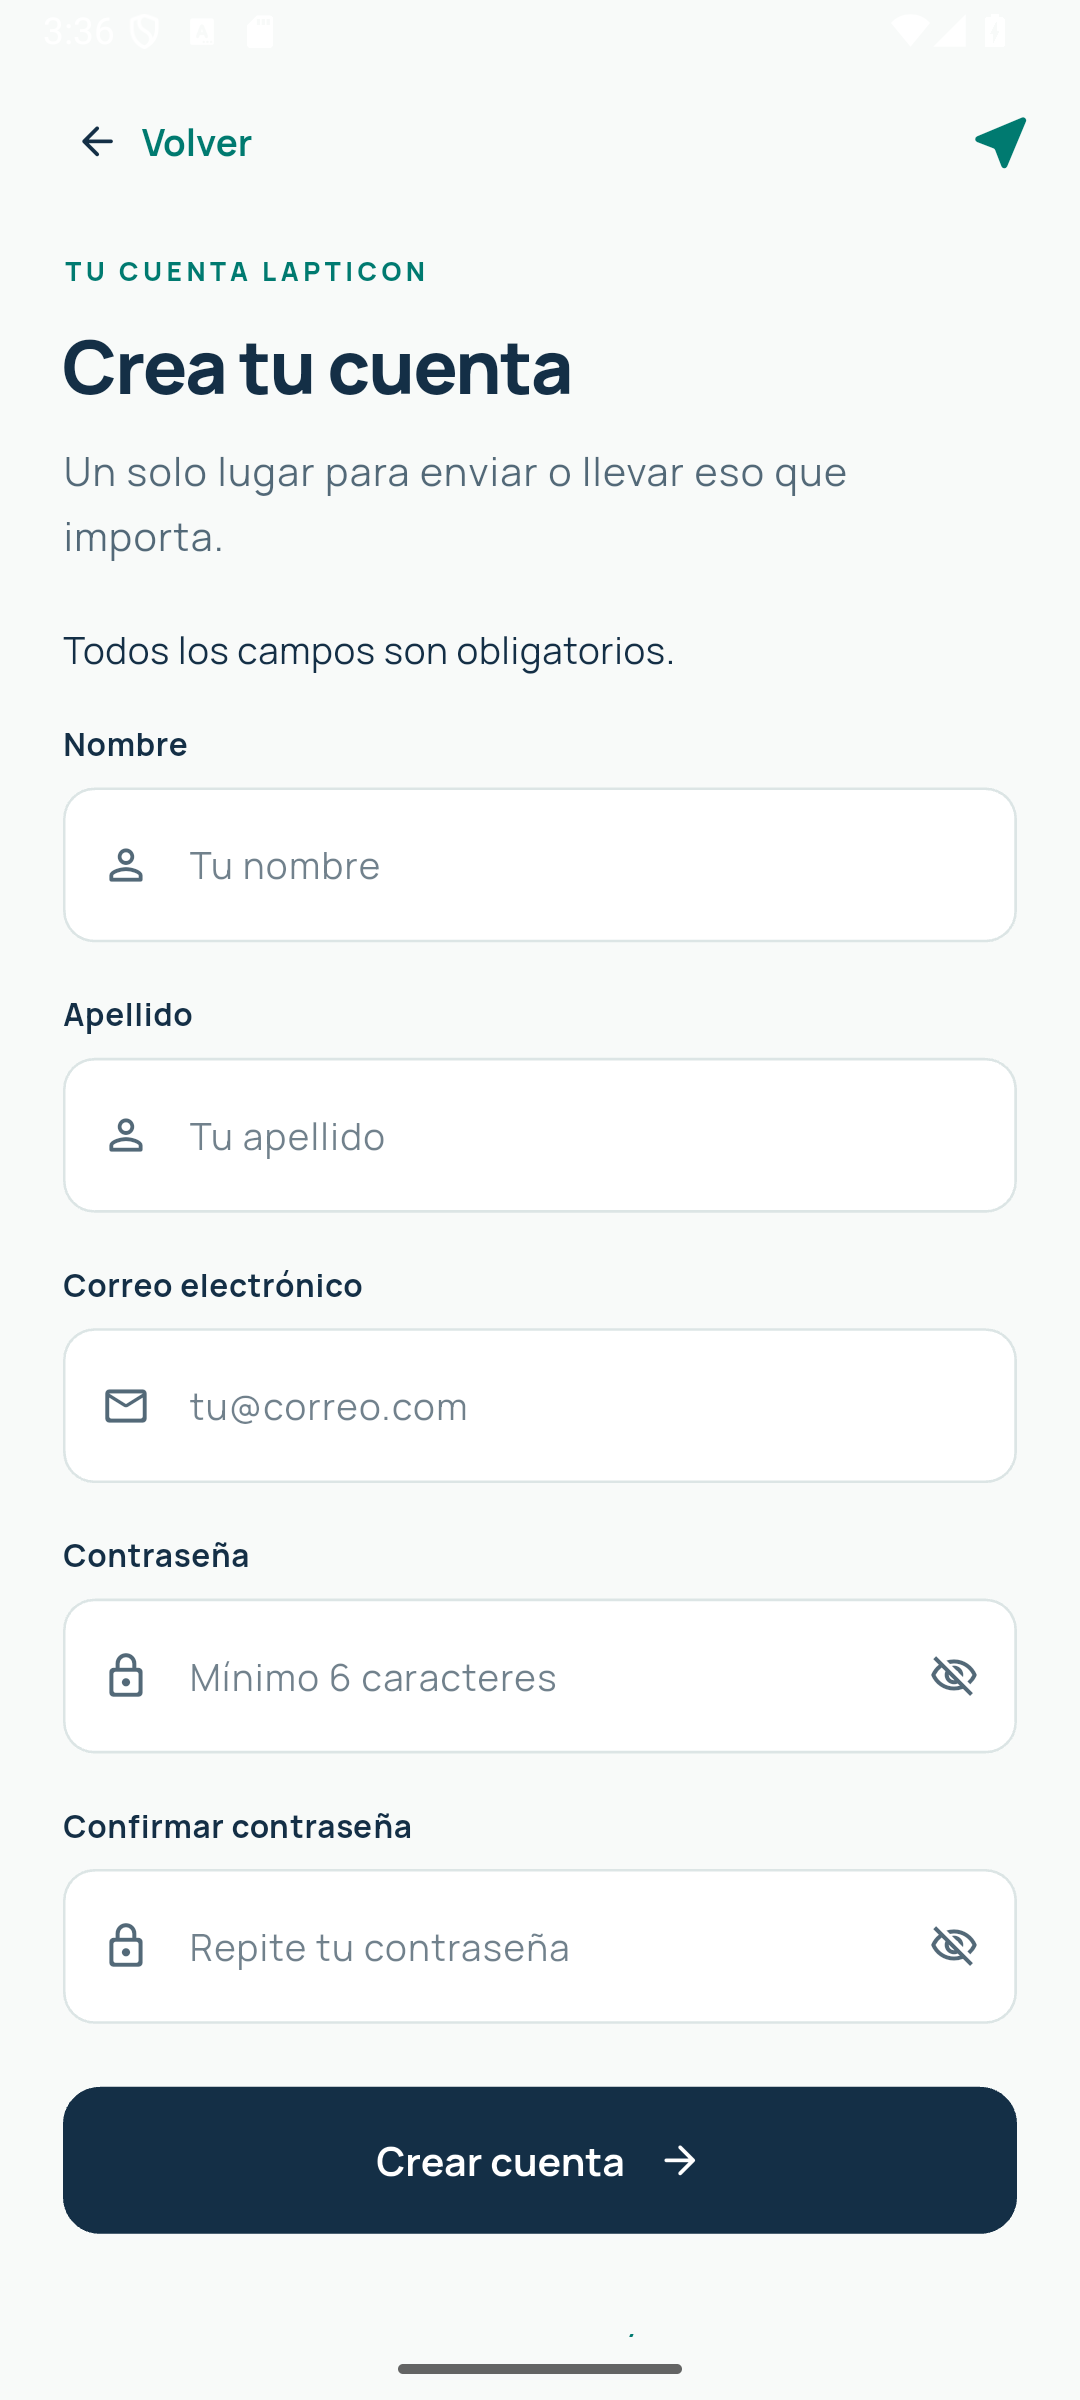 3:36
Volver
TU CUENTA LAPTICON
Crea tu cuenta
Un solo lugar para enviar o llevar eso que
importa.
Todos los campos son obligatorios.
Nombre
Tu nombre
Apellido
Tu apellido
Correo electrónico
tu@correo.com
Contraseña
Mínimo 6 caracteres
Confirmar contraseña
Repite tu contraseña
Crear cuenta